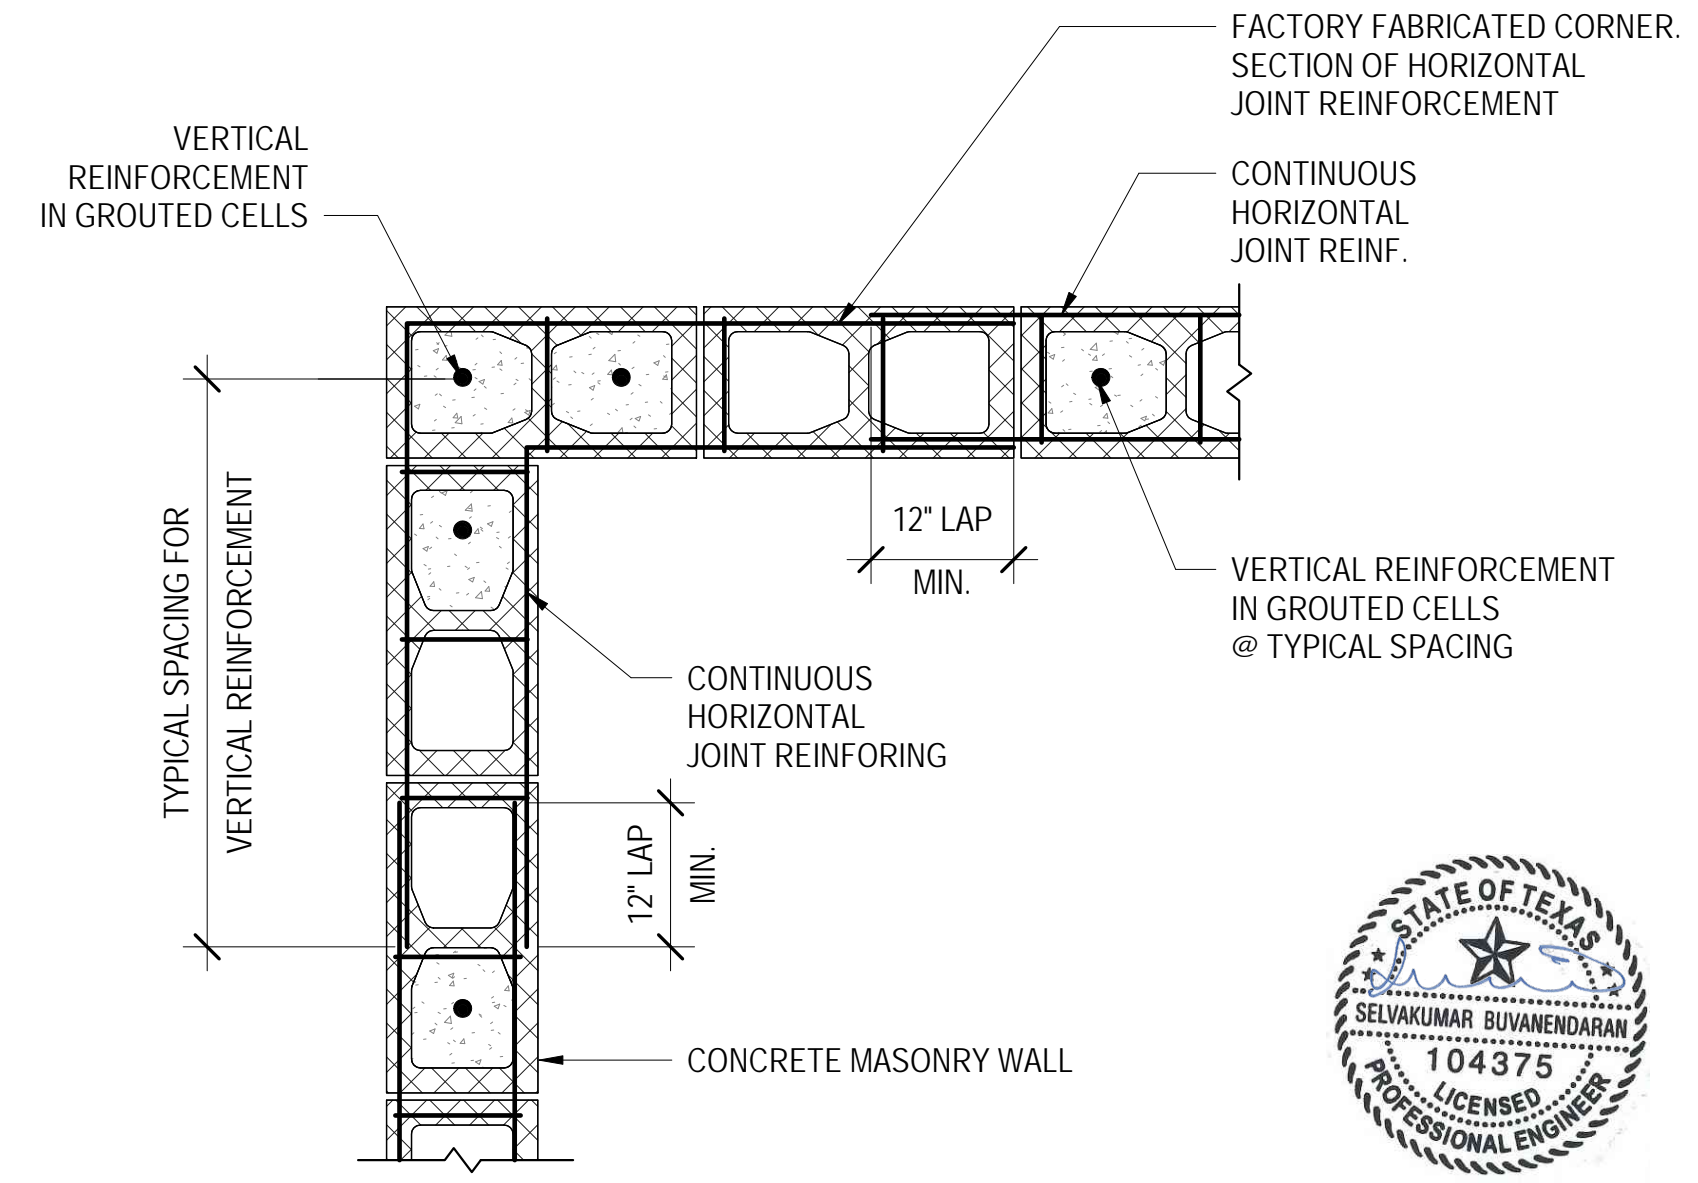 FACTORY FABRICATED CORNER.
SECTION OF HORIZONTAL
JOINT REINFORCEMENT
VERTICAL
REINFORCEMENT
IN GROUTED CELLS
CONTINUOUS
HORIZONTAL
JOINT REINF.
12" LAP
MIN.
VERTICAL REINFORCEMENT
IN GROUTED CELLS
@ TYPICAL SPACING
TYPICAL SPACING FOR
VERTICAL REINFORCEMENT
CONTINUOUS
HORIZONTAL
JOINT REINFORING
12" LAP
MIN.
CONCRETE MASONRY WALL
STATE OF TEXAS
SELVAKUMAR BUVANENDARAN
104375
LICENSED
PROFESSIONAL ENGINEER